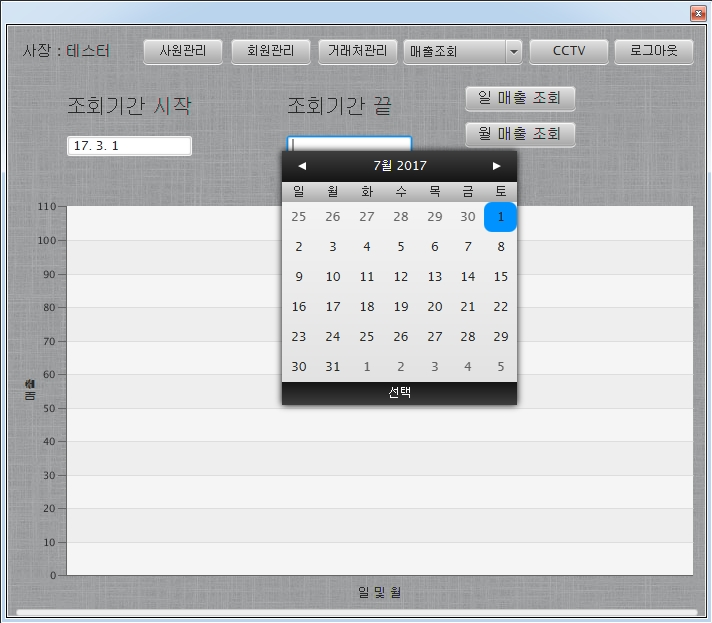 사장 : 테스터 사원관리 회원관리 거래처관리 매출조회 CCTV 로그아웃
조회기간 시작 조회기간 끝 일 매출 조회
월 매출 조회
17. 3. 1
7월 2017
일 월 화 수 목 금 토
25 26 27 28 29 30 1
2 3 4 5 6 7 8
9 10 11 12 13 14 15
16 17 18 19 20 21 22
23 24 25 26 27 28 29
30 31 1 2 3 4 5
선택
110
100
90
80
70
60
50
40
30
20
10
0
매출
일 및 월